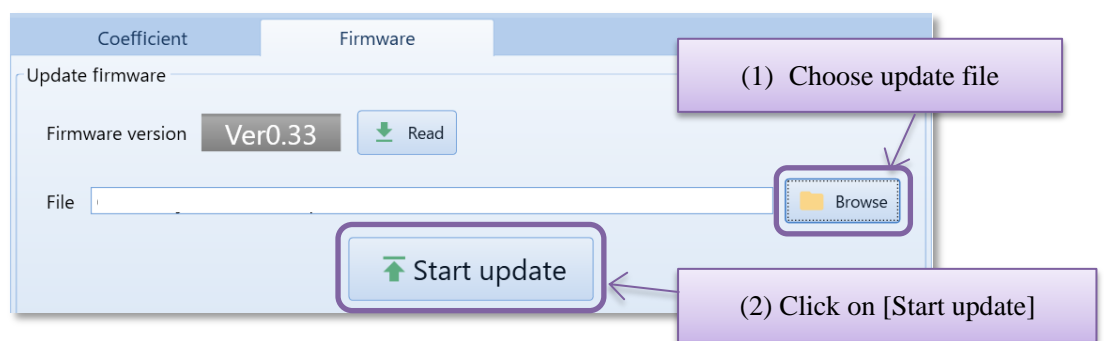 Coefficient Firmware
Update firmware
(1) Choose update file
Firmware version Ver0.33 Read
File Browse
Start update
(2) Click on [Start update]